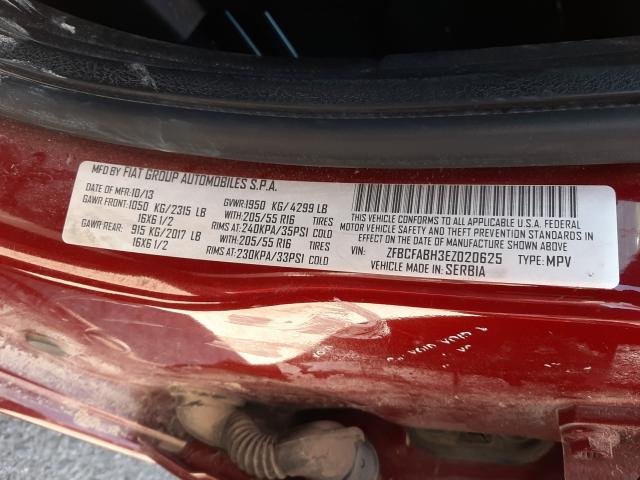 MFD BY FIAT GROUP AUTOMOBILES S.P.A.
DATE OF MFR:10/13 GVWR:1950 KG/4299 LB
GAWR FRONT:1050 KG/2315 LB WITH:205/55 R16 TIRES
16X6 1/2 RIMS AT:240KPA/35PSI COLD
GAWR REAR: 915 KG/2017 LB WITH:205/55 R16 TIRES
16X6 1/2 RIMS AT:230KPA/33PSI COLD
THIS VEHICLE CONFORMS TO ALL APPLICABLE U.S.A. FEDERAL
MOTOR VEHICLE SAFETY AND THEFT PREVENTION STANDARDS
IN EFFECT ON THE DATE OF MANUFACTURE SHOWN ABOVE.
VIN: ZFBCFABH3EZ020625 TYPE: MPV
VEHICLE MADE IN SERBIA